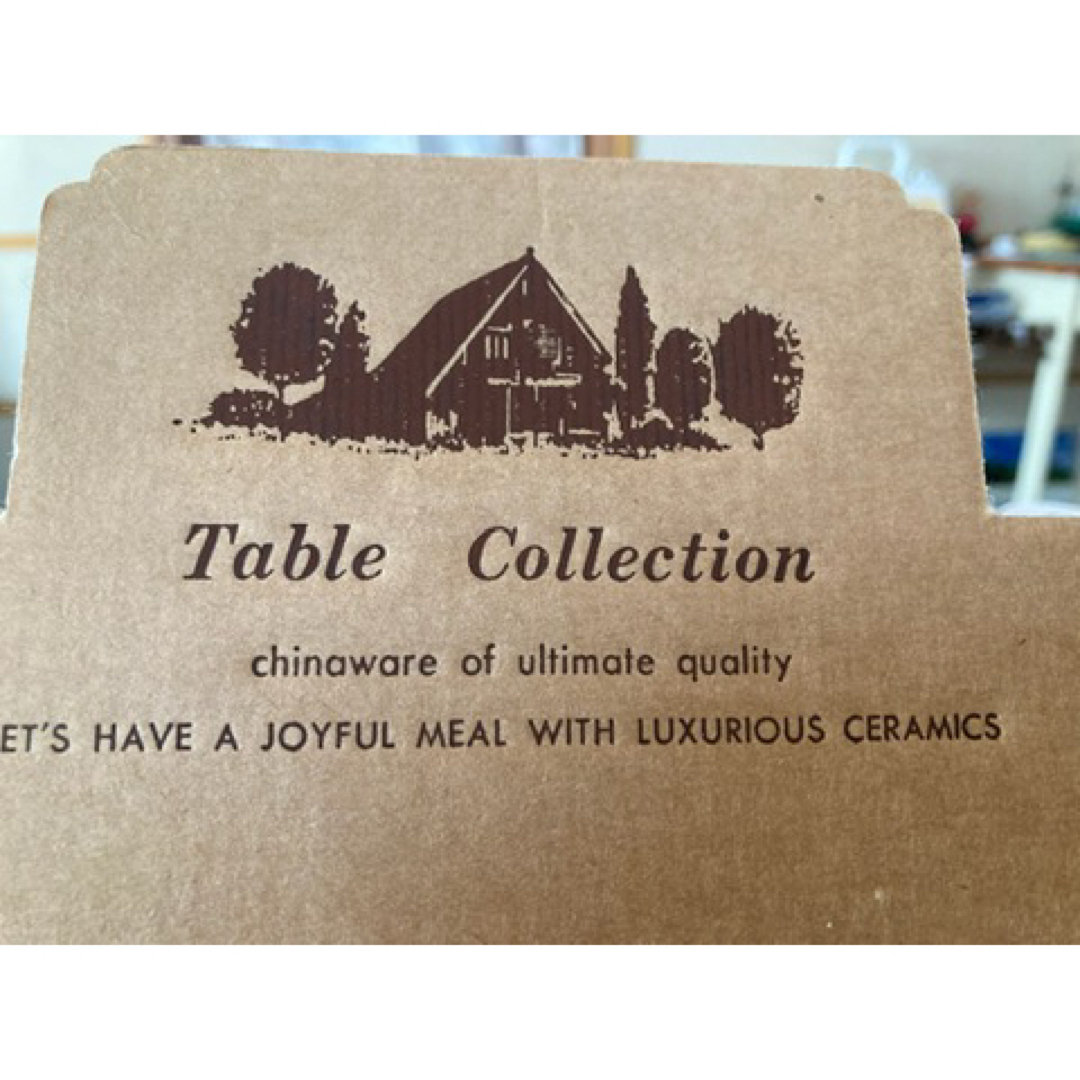 Table Collection
chinaware of ultimate quality
ET'S HAVE A JOYFUL MEAL WITH LUXURIOUS CERAMICS